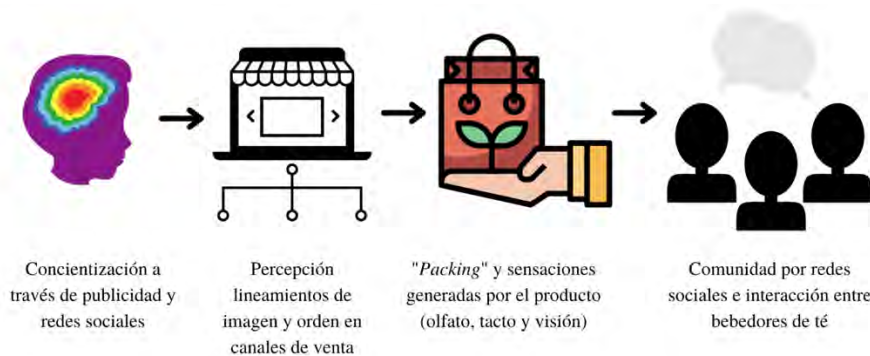 Concientización a
través de publicidad y
redes sociales
Percepción
lineamientos de
imagen y orden en
canales de venta
"Packing" y sensaciones
generadas por el producto
(olfato, tacto y visión)
Comunidad por redes
sociales e interacción entre
bebedores de té